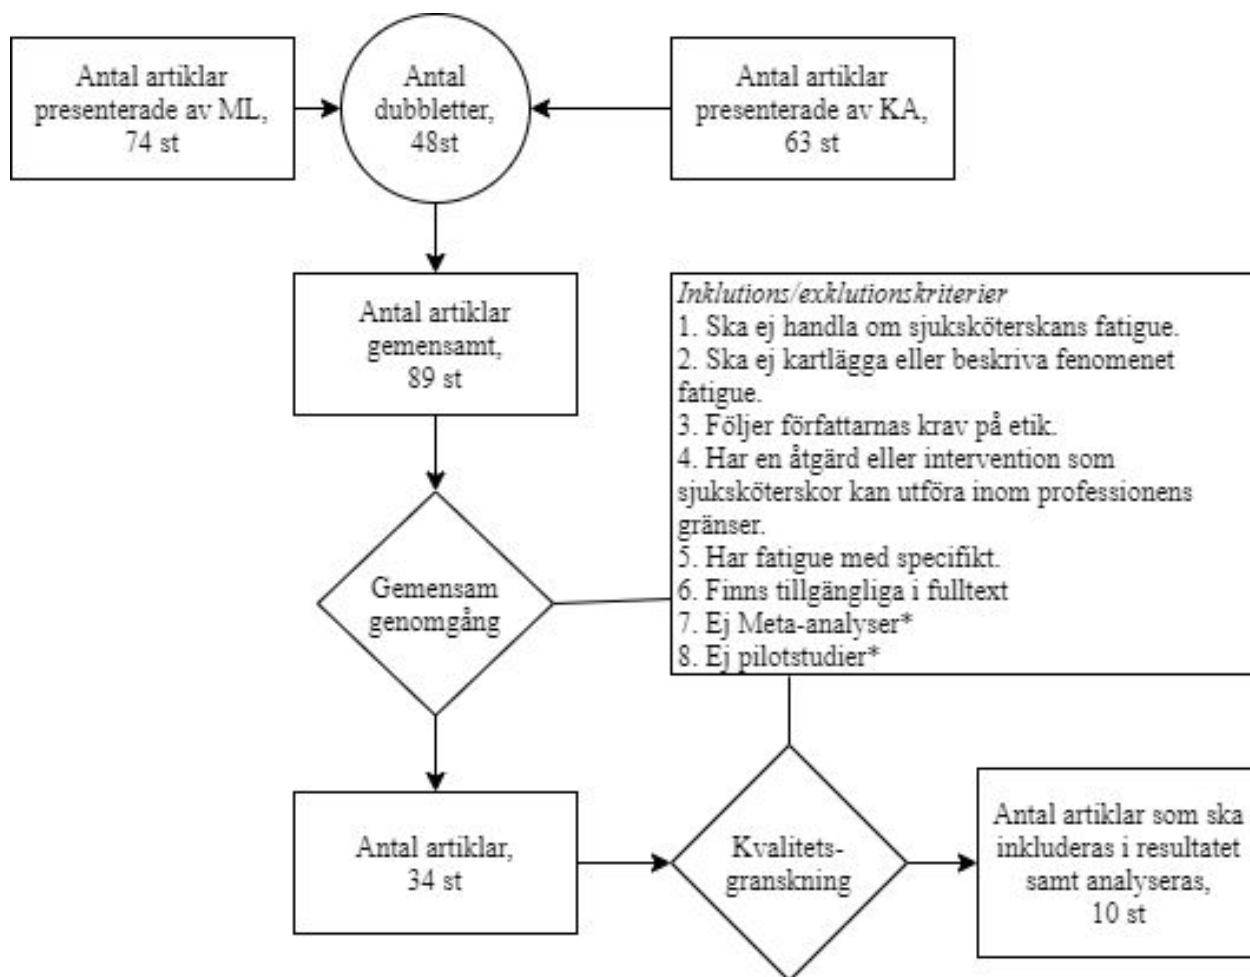 Antal artiklar
presenterade av ML,
74 st
Antal
dubbletter,
48st
Antal artiklar
presenterade av KA,
63 st
Antal artiklar
gemensamt,
89 st
Inklutions/exklutionskriterier
1. Ska ej handla om sjuksköterskans fatigue.
2. Ska ej kartlägga eller beskriva fenomenet
fatigue.
3. Följer författarnas krav på etik.
4. Har en åtgärd eller intervention som
sjuksköterskor kan utföra inom professionens
gränser.
5. Har fatigue med specifikt.
6. Finns tillgängliga i fulltext
7. Ej Meta-analyser*
8. Ej pilotstudier*
Gemensam
genomgång
Antal artiklar,
34 st
Kvalitets-
granskning
Antal artiklar som ska
inkluderas i resultatet
samt analyseras,
10 st